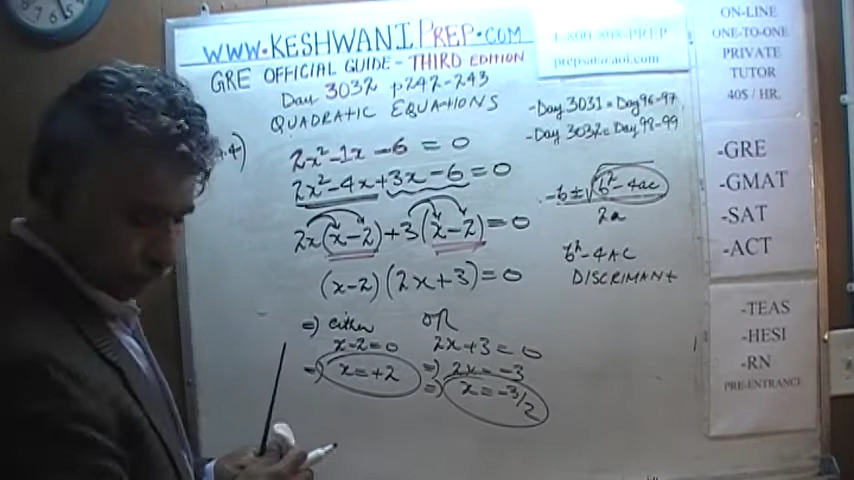 WWW.KESHWANIPREP.COM
GRE OFFICIAL GUIDE - THIRD EDITION
Day 3032 p242-243
QUADRATIC EQUATIONS
2x²-1x-6=0
2x²-4x+3x-6=0
2x(x-2)+3(x-2)=0
(x-2)(2x+3)=0
=) either OR
x-2=0 2x+3=0
=) x=+2 =) 2x=-3
=) x=-3/2
prepsat@aol.com
-Day 3031=Day 96-97
-Day 3032=Day 98-99
-b±√b²-4ac
2a
b²-4AC
DISCRIMANt
ON-LINE
ONE-TO-ONE
PRIVATE
TUTOR
40$ / HR.
-GRE
-GMAT
-SAT
-ACT
-TEAS
-HESI
-RN
PRE-ENTRANCE